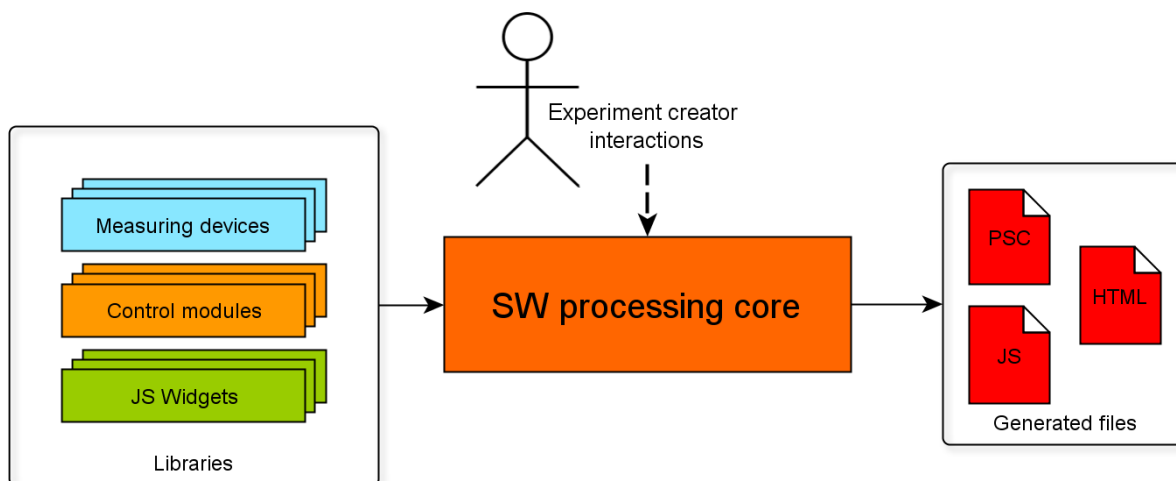 Experiment creator
interactions
Measuring devices
Control modules
JS Widgets
Libraries
SW processing core
PSC
HTML
JS
Generated files